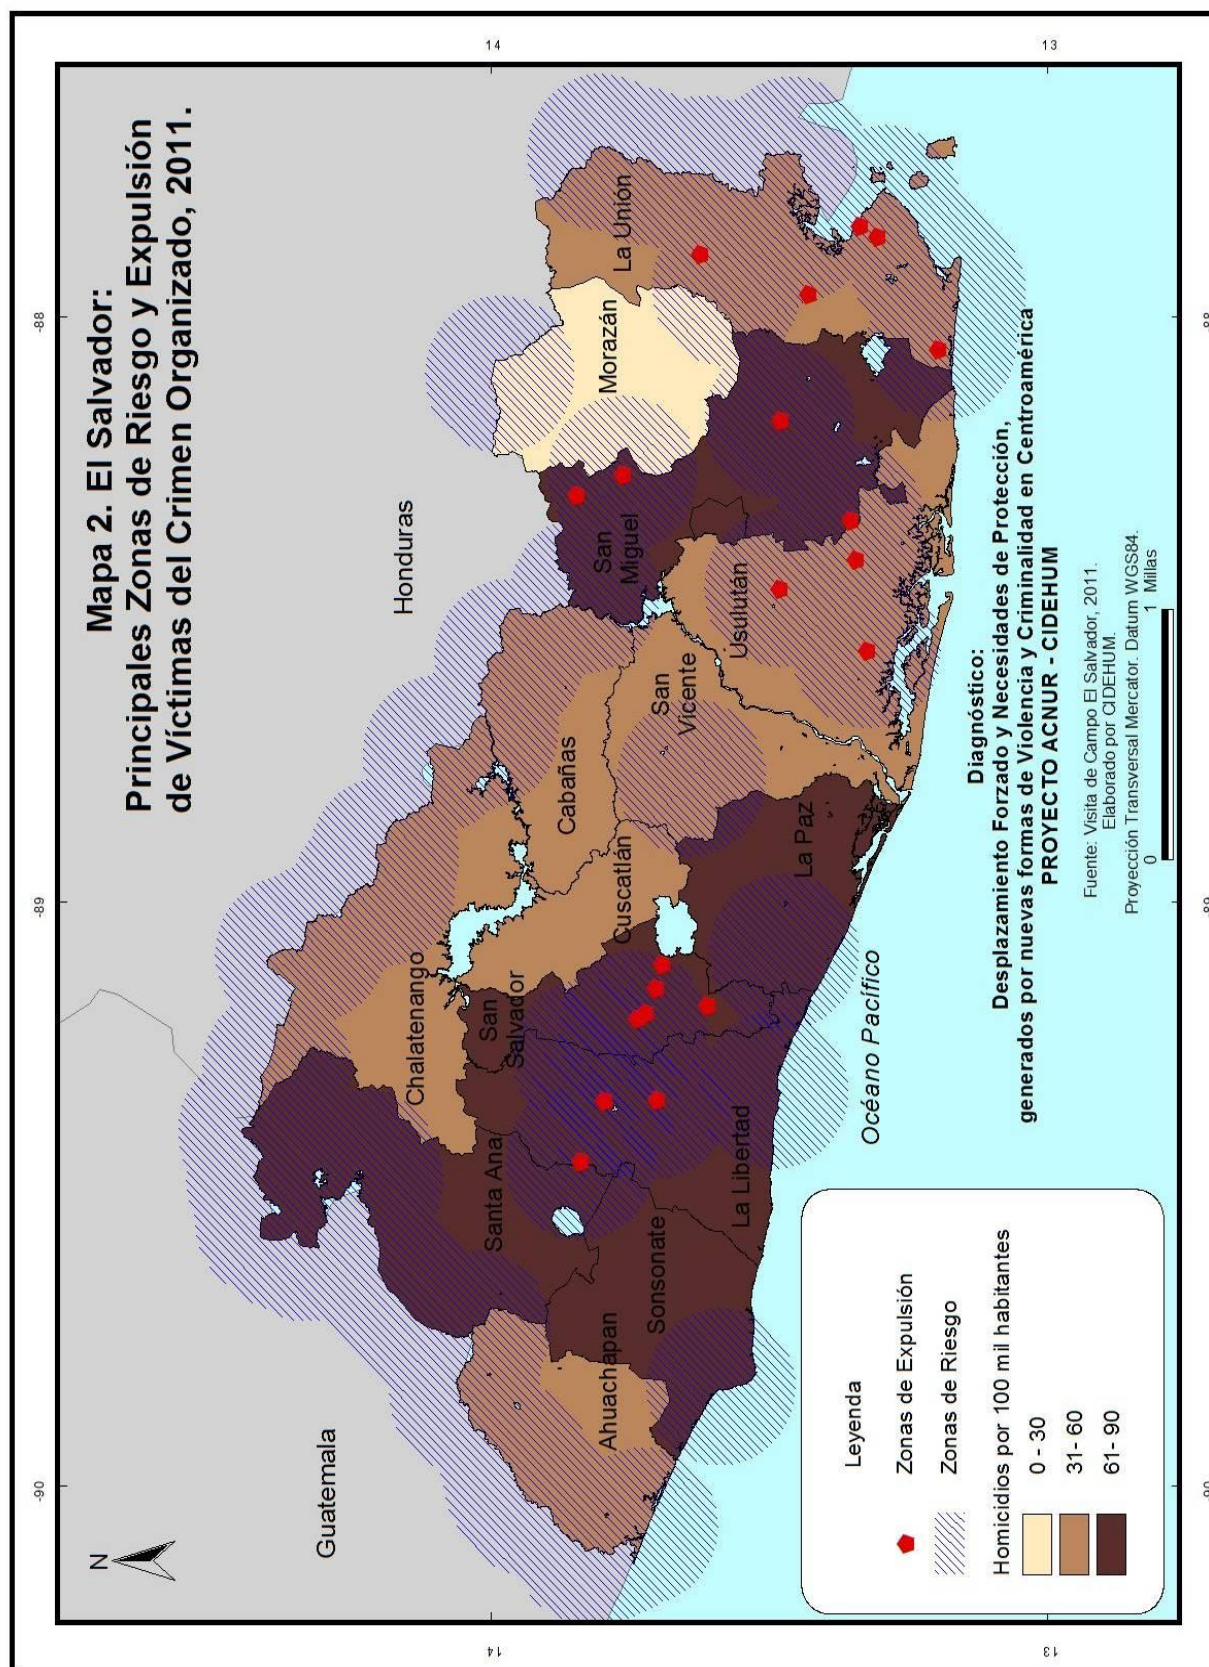 Mapa 2. El Salvador:
Principales Zonas de Riesgo y Expulsión
de Víctimas del Crimen Organizado, 2011.
-90
-89
-88
14
13
N
Guatemala
Honduras
Chalatenango
Santa Ana
Ahuachapan
Sonsonate
La Libertad
San
Salvador
Cuscatlán
Cabañas
La Paz
San
Vicente
Usulután
San
Miguel
Morazán
La Unión
Océano Pacífico
Leyenda
Zonas de Expulsión
Zonas de Riesgo
Homicidios por 100 mil habitantes
0 - 30
31- 60
61- 90
Diagnóstico:
Desplazamiento Forzado y Necesidades de Protección,
generados por nuevas formas de Violencia y Criminalidad en Centroamérica
PROYECTO ACNUR - CIDEHUM
Fuente: Visita de Campo El Salvador, 2011.
Elaborado por CIDEHUM.
Proyección Transversal Mercator. Datum WGS84.
0 1 Millas
14
13
-90
-89
-88